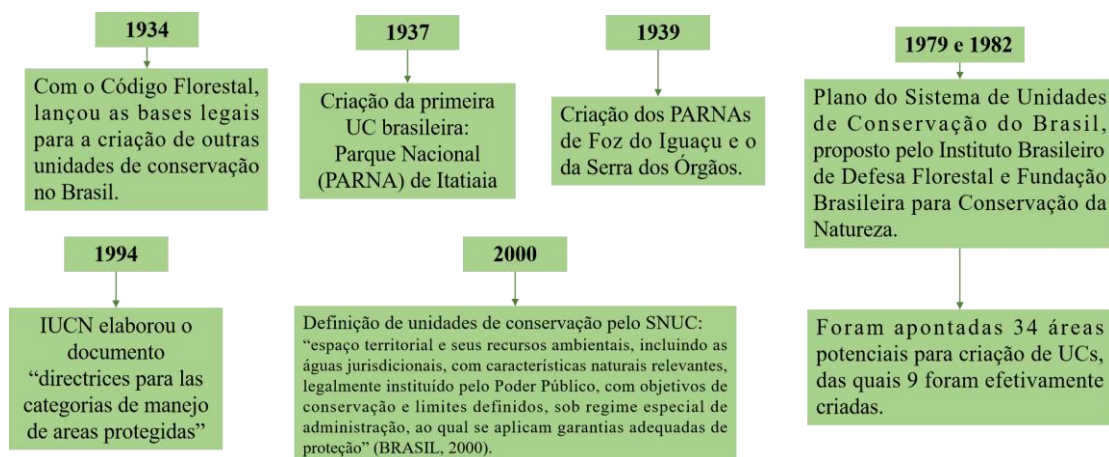 1934
Com o Código Florestal,
lançou as bases legais
para a criação de outras
unidades de conservação
no Brasil.
1937
Criação da primeira
UC brasileira:
Parque Nacional
(PARNA) de Itatiaia
1939
Criação dos PARNAs
de Foz do Iguaçu e o
da Serra dos Órgãos.
1979 e 1982
Plano do Sistema de Unidades
de Conservação do Brasil,
proposto pelo Instituto Brasileiro
de Defesa Florestal e Fundação
Brasileira para Conservação da
Natureza.
Foram apontadas 34 áreas
potenciais para criação de UCs,
das quais 9 foram efetivamente
criadas.
1994
IUCN elaborou o
documento
“directrices para las
categorias de manejo
de areas protegidas”
2000
Definição de unidades de conservação pelo SNUC:
“espaço territorial e seus recursos ambientais, incluindo as
águas jurisdicionais, com características naturais relevantes,
legalmente instituído pelo Poder Público, com objetivos de
conservação e limites definidos, sob regime especial de
administração, ao qual se aplicam garantias adequadas de
proteção” (BRASIL, 2000).